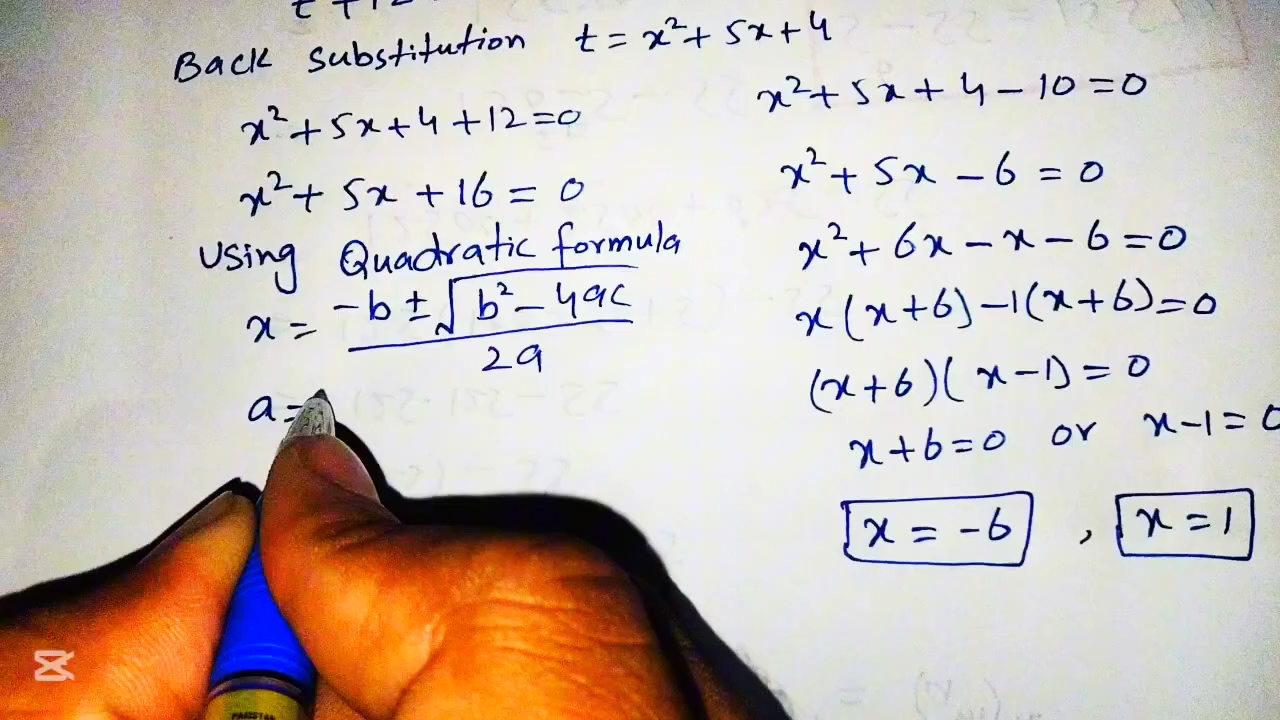 t + 12
Back substitution t = x² + 5x + 4
x² + 5x + 4 + 12 = 0
x² + 5x + 16 = 0
Using Quadratic formula
x = (-b ± √(b² - 4ac)) / 2a
a =
x² + 5x + 4 - 10 = 0
x² + 5x - 6 = 0
x² + 6x - x - 6 = 0
x(x + 6) - 1(x + 6) = 0
(x + 6)(x - 1) = 0
x + 6 = 0 or x - 1 = 0
x = -6 , x = 1
PAKISTAN